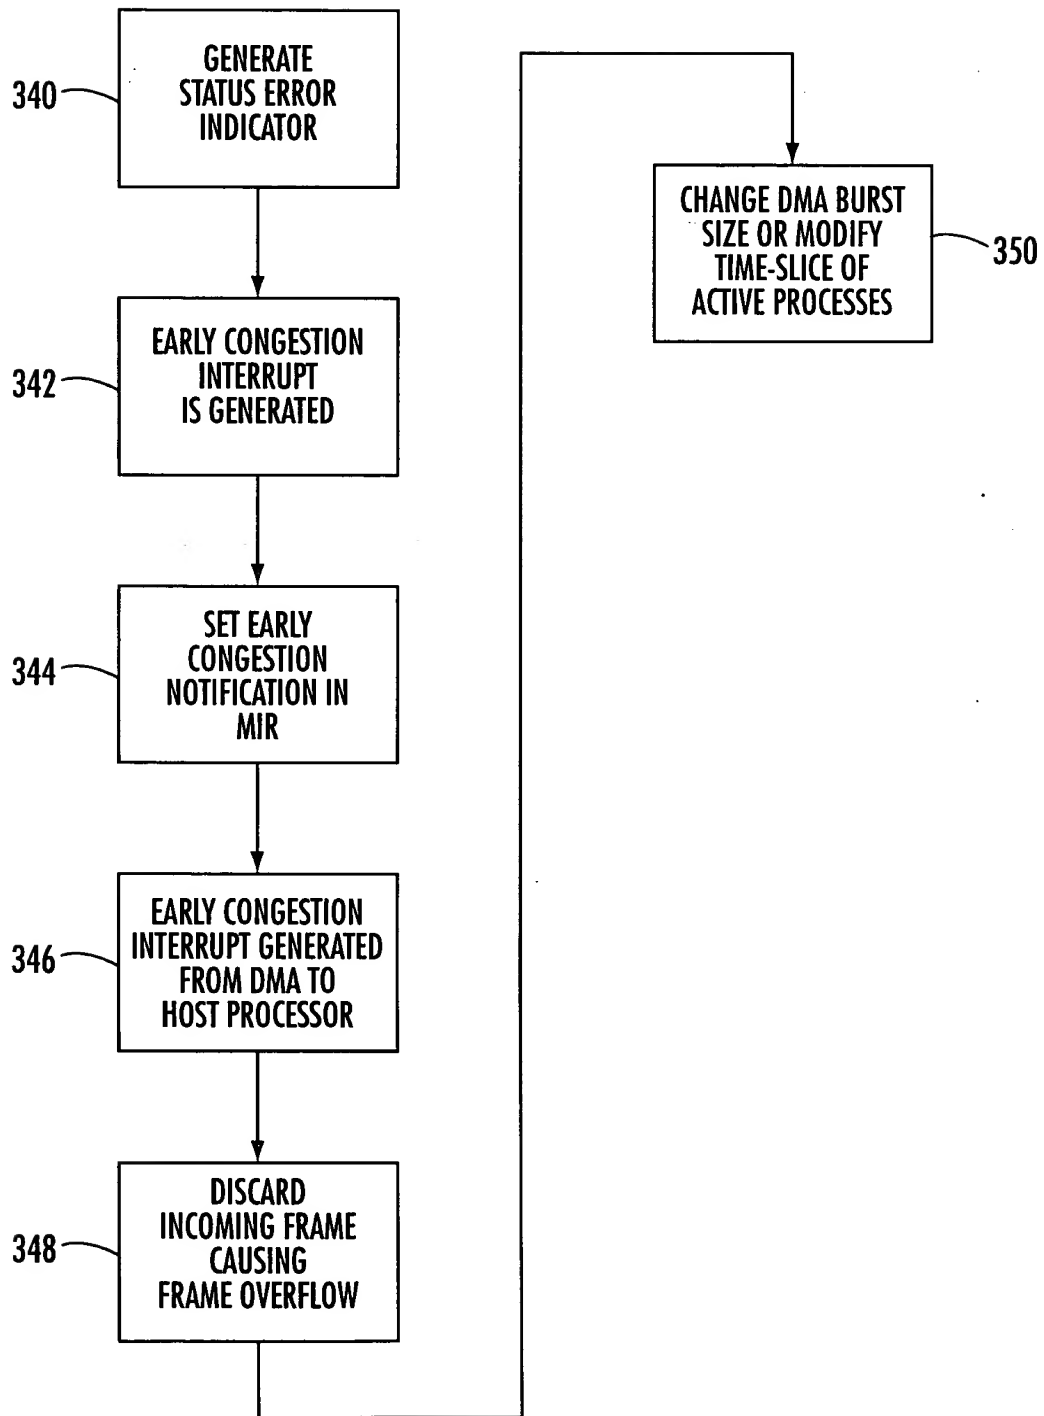 340
GENERATE
STATUS ERROR
INDICATOR
342
EARLY CONGESTION
INTERRUPT
IS GENERATED
344
SET EARLY
CONGESTION
NOTIFICATION IN
MIR
346
EARLY CONGESTION
INTERRUPT GENERATED
FROM DMA TO
HOST PROCESSOR
348
DISCARD
INCOMING FRAME
CAUSING
FRAME OVERFLOW
CHANGE DMA BURST
SIZE OR MODIFY
TIME-SLICE OF
ACTIVE PROCESSES
350